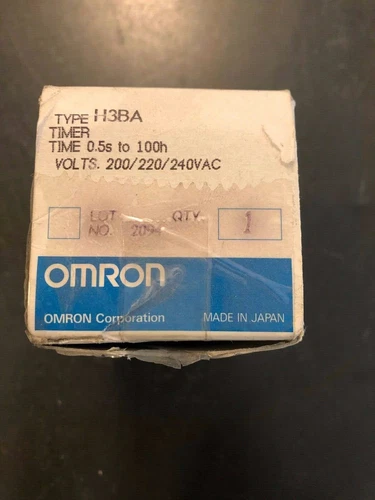 TYPE H3BA
TIMER
TIME 0.5s to 100h
VOLTS. 200/220/240VAC
LOT QTY 1
NO. 209
OMRON
OMRON Corporation MADE IN JAPAN